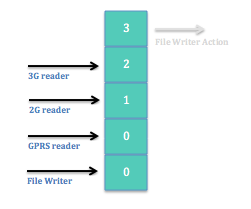 3
File Writer Action
2
3G reader
1
2G reader
0
GPRS reader
0
File Writer